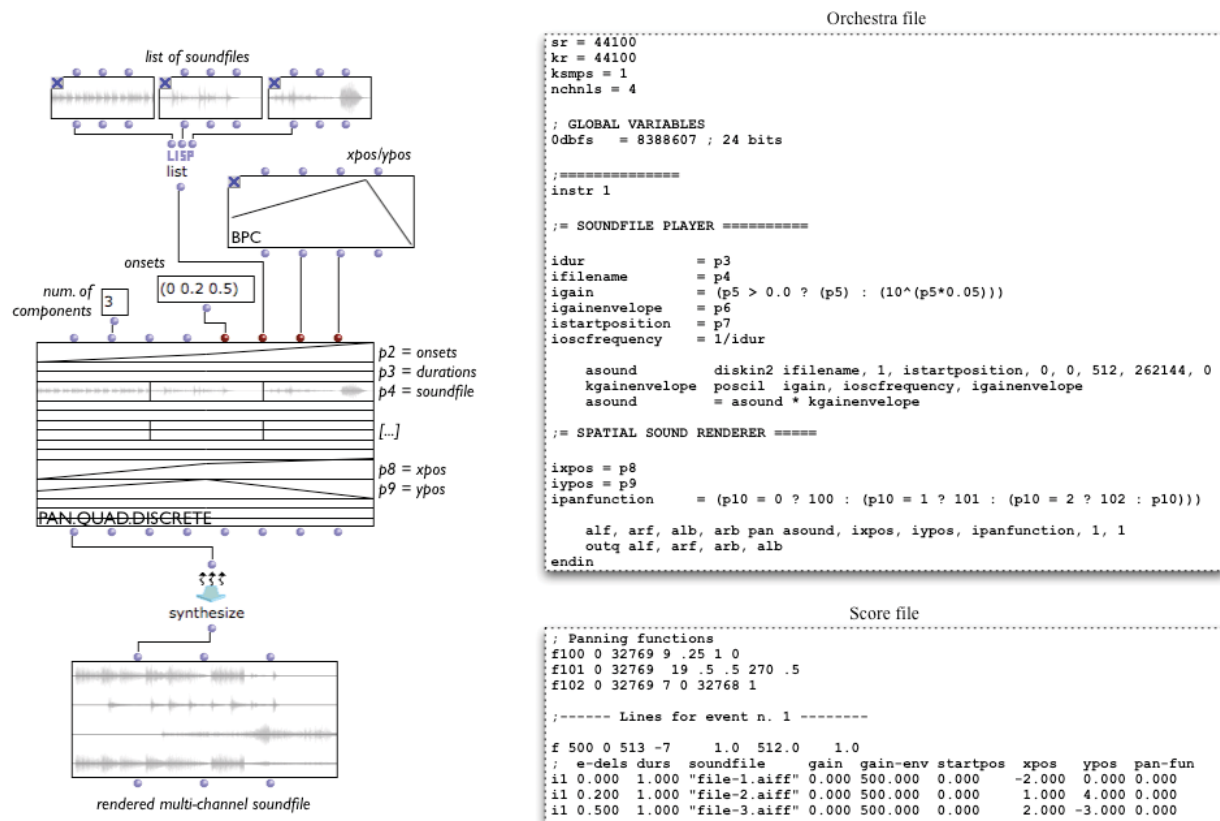 list of soundfiles
LISP
list
xpos/ypos
BPC
onsets
(0 0.2 0.5)
num. of
components
3
p2 = onsets
p3 = durations
p4 = soundfile
[...]
p8 = xpos
p9 = ypos
PAN.QUAD.DISCRETE
synthesize
rendered multi-channel soundfile
Orchestra file
sr = 44100
kr = 44100
ksmps = 1
nchnls = 4
; GLOBAL VARIABLES
0dbfs = 8388607 ; 24 bits
;==============
instr 1
;= SOUNDFILE PLAYER ==========
idur = p3
ifilename = p4
igain = (p5 > 0.0 ? (p5) : (10^(p5*0.05)))
igainenvelope = p6
istartposition = p7
ioscfrequency = 1/idur
asound diskin2 ifilename, 1, istartposition, 0, 0, 512, 262144, 0
kgainenvelope poscil igain, ioscfrequency, igainenvelope
asound = asound * kgainenvelope
;= SPATIAL SOUND RENDERER =====
ixpos = p8
iypos = p9
ipanfunction = (p10 = 0 ? 100 : (p10 = 1 ? 101 : (p10 = 2 ? 102 : p10)))
alf, arf, alb, arb pan asound, ixpos, iypos, ipanfunction, 1, 1
outq alf, arf, arb, alb
endin
Score file
; Panning functions
f100 0 32769 9 .25 1 0
f101 0 32769 19 .5 .5 270 .5
f102 0 32769 7 0 32768 1
;------ Lines for event n. 1 --------
f 500 0 513 -7 1.0 512.0 1.0
; e-dels durs soundfile gain gain-env startpos xpos ypos pan-fun
i1 0.000 1.000 "file-1.aiff" 0.000 500.000 0.000 -2.000 0.000 0.000
i1 0.200 1.000 "file-2.aiff" 0.000 500.000 0.000 1.000 4.000 0.000
i1 0.500 1.000 "file-3.aiff" 0.000 500.000 0.000 2.000 -3.000 0.000